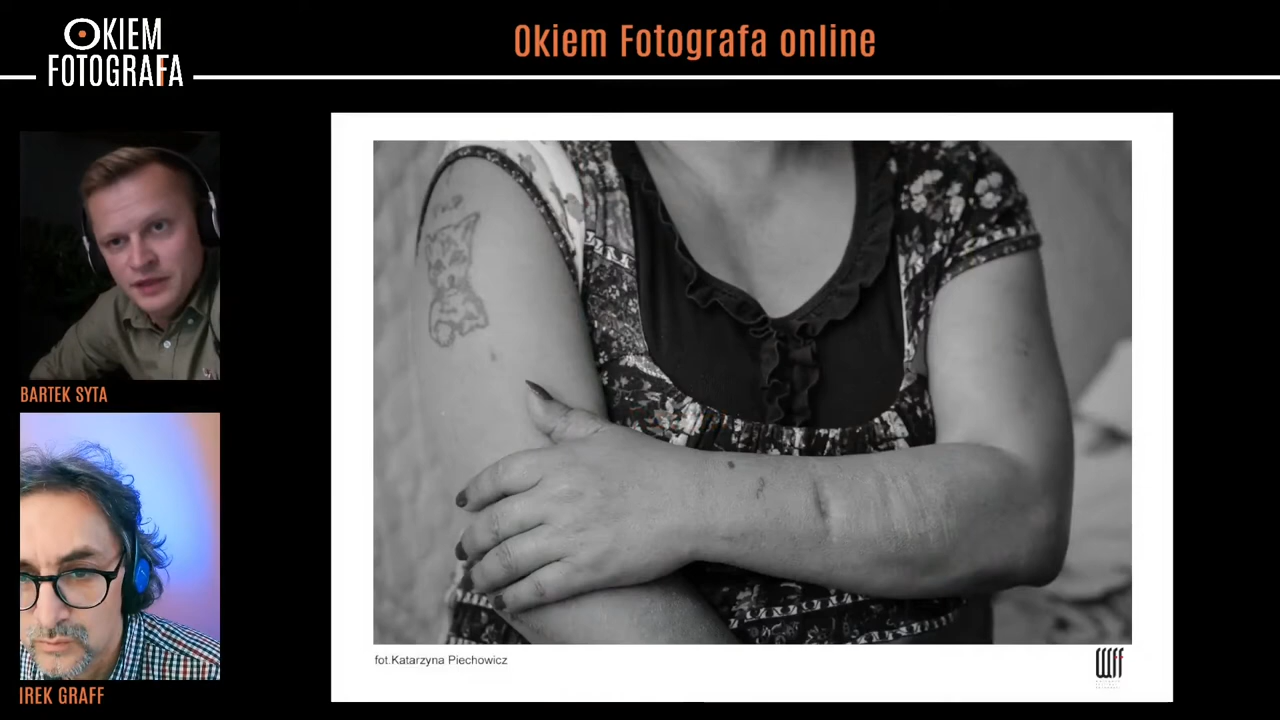 OKIEM
FOTOGRAFA
Okiem Fotografa online
BARTEK SYTA
IREK GRAFF
fot.Katarzyna Piechowicz